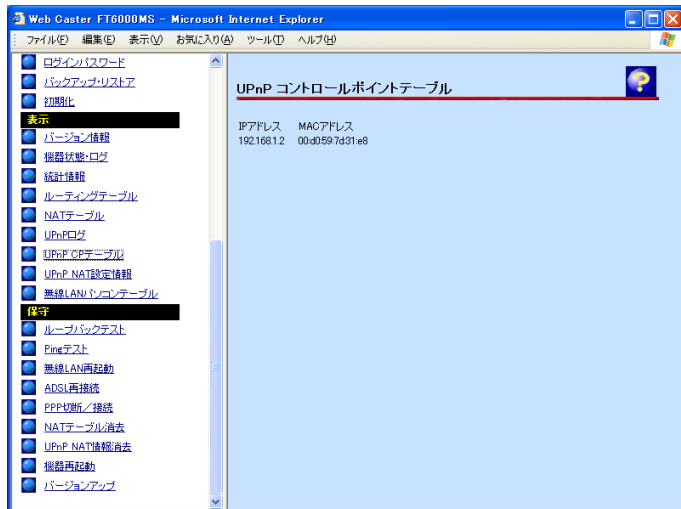 Web Caster FT6000MS - Microsoft Internet Explorer
ファイル(F) 編集(E) 表示(V) お気に入り(A) ツール(T) ヘルプ(H)
ログインパスワード
バックアップ・リストア
初期化
表示
バージョン情報
機器状態・ログ
統計情報
ルーティングテーブル
NATテーブル
UPnPログ
UPnP CPテーブル
UPnP NAT設定情報
無線LANパソコンテーブル
保守
ループバックテスト
Pingテスト
無線LAN再起動
ADSL再接続
PPP切断／接続
NATテーブル消去
UPnP NAT情報消去
機器再起動
バージョンアップ
UPnP コントロールポイントテーブル
?
IPアドレス MACアドレス
192.168.1.2 00:d0:59:7d:31:e8